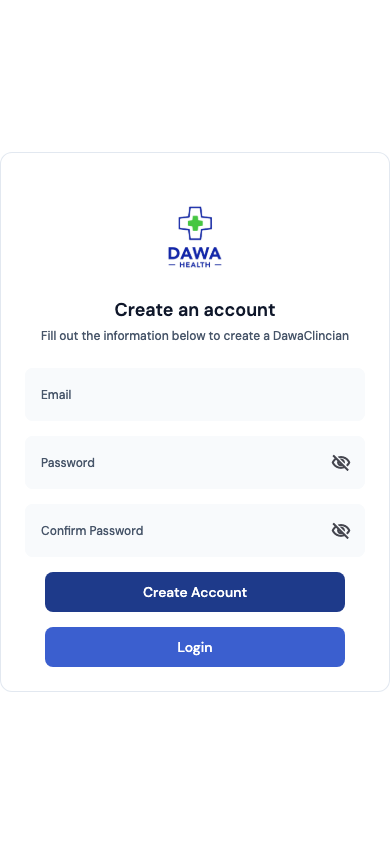 DAWA
HEALTH
Create an account
Fill out the information below to create a DawaClincian
Email
Password
Confirm Password
Create Account
Login